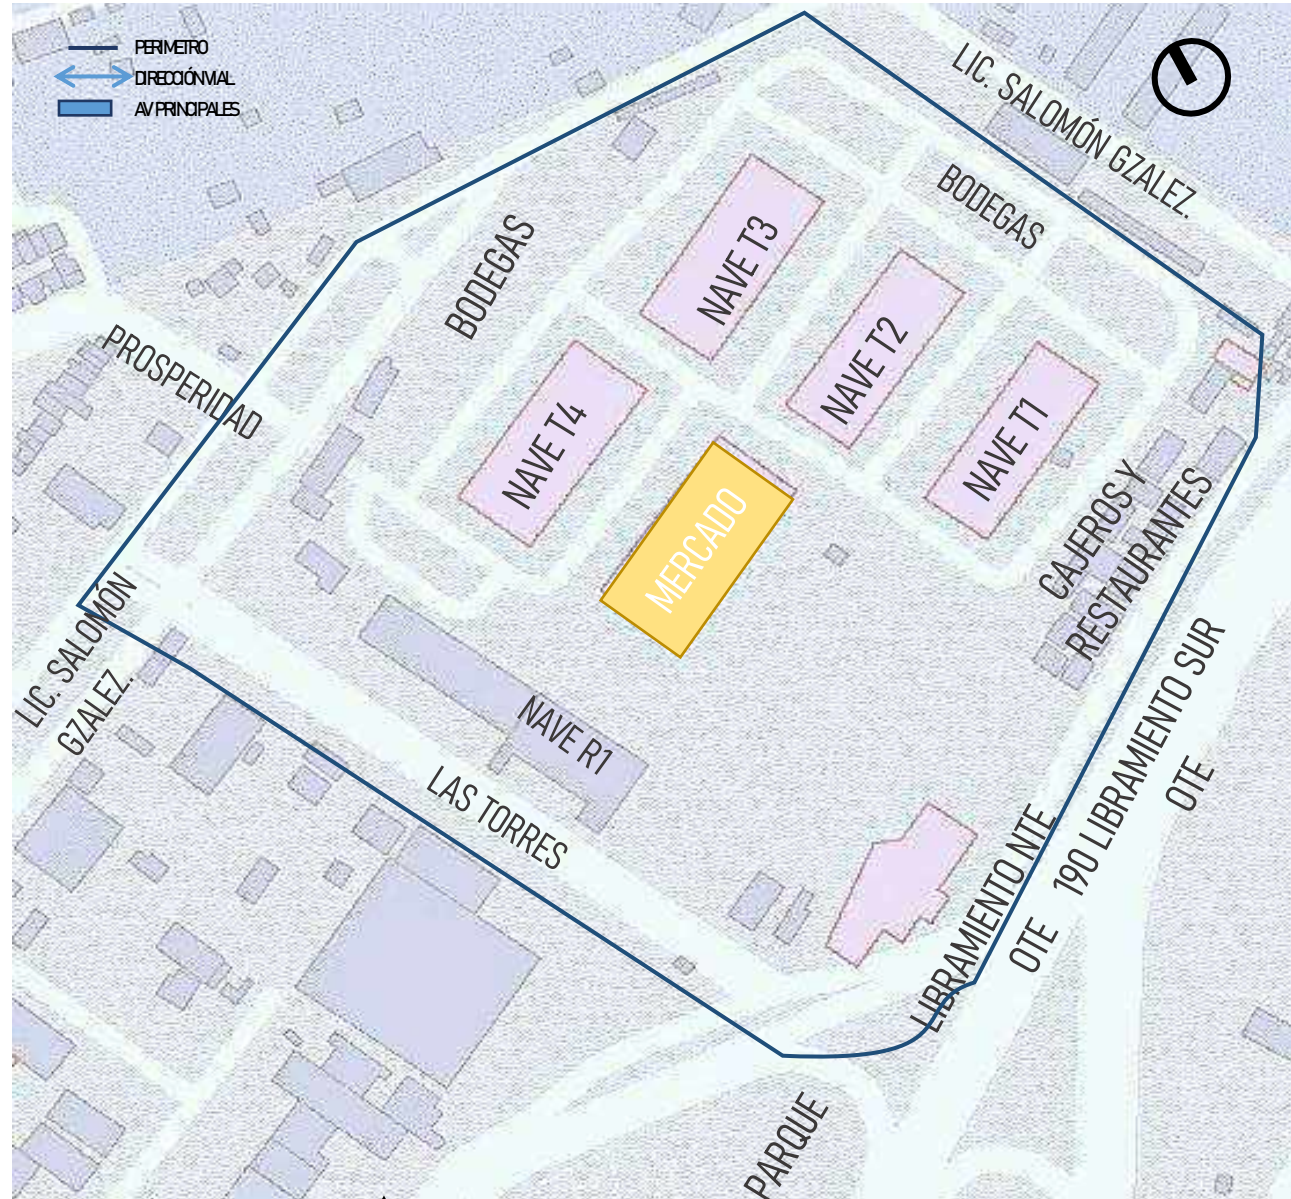 PERIMETRO
DIRECCIÓN VIAL
AV PRINCIPALES
LIC. SALOMÓN GZALEZ.
BODEGAS
BODEGAS
NAVE T3
NAVE T2
NAVE T1
NAVE T4
PROSPERIDAD
MERCADO
CAJEROS Y
RESTAURANTES
LIC. SALOMÓN
GZALEZ.
NAVE R1
LAS TORRES
LIBRAMIENTO NTE
OTE
190 LIBRAMIENTO SUR
OTE
PARQUE